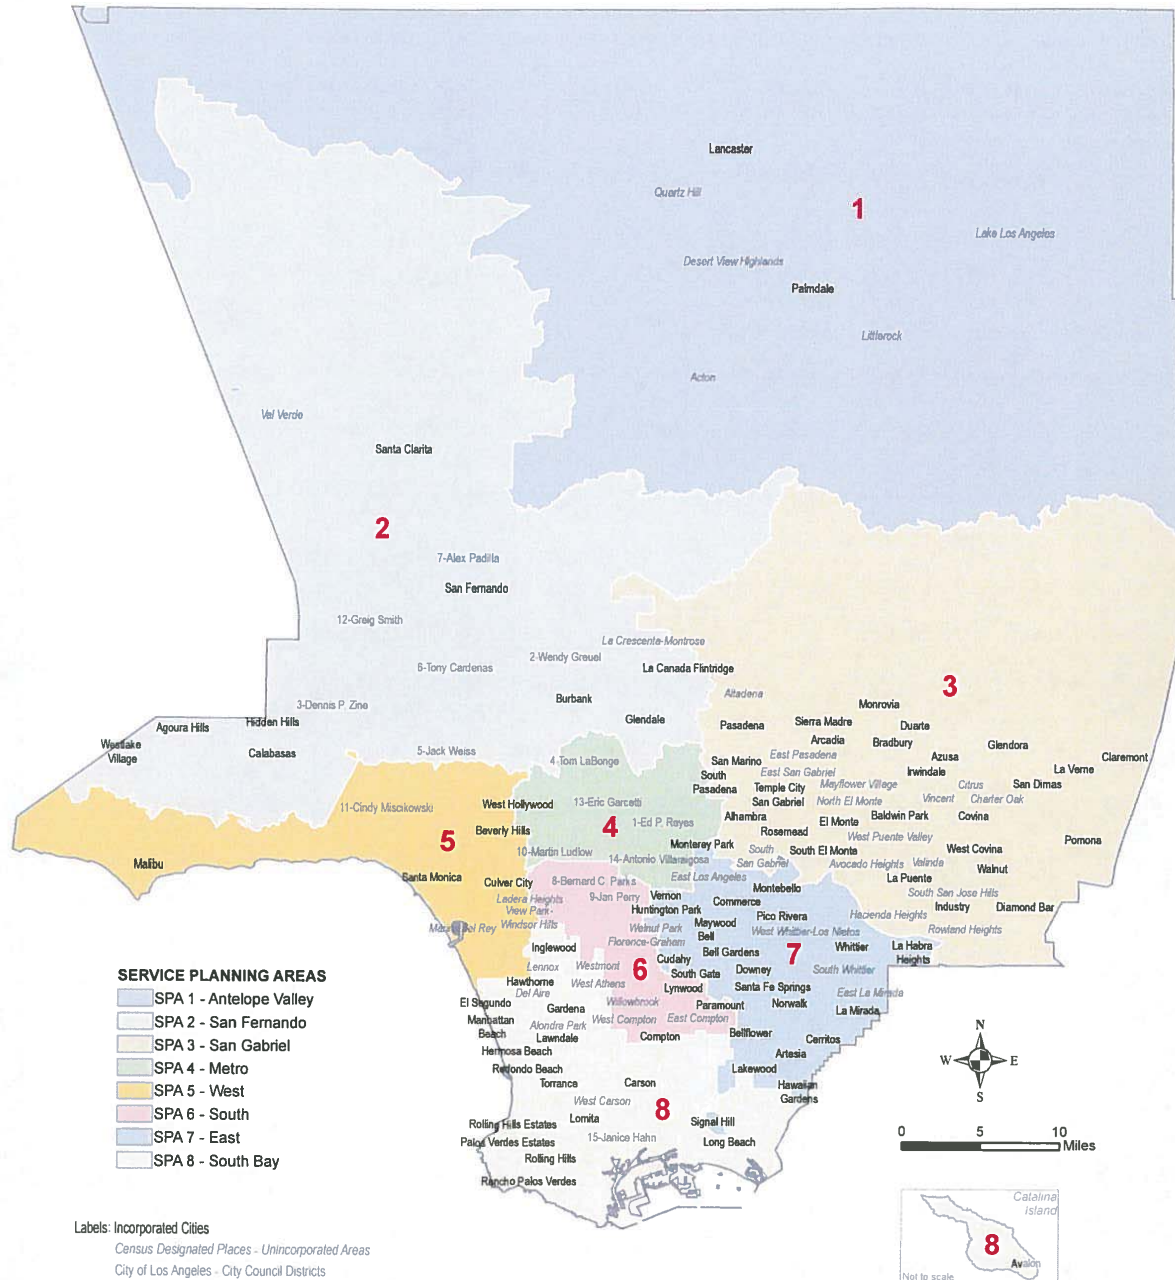 Lancaster
Quartz Hill
1
Lake Los Angeles
Desert View Highlands
Palmdale
Littlerock
Acton
Val Verde
Santa Clarita
2
7-Alex Padilla
San Fernando
12-Greig Smith
La Crescenta-Montrose
2-Wendy Greuel
6-Tony Cardenas
La Canada Flintridge
3
Altadena
Burbank
3-Dennis P. Zine
Monrovia
Glendale
Pasadena
Sierra Madre
Duarte
Hidden Hills
Agoura Hills
Arcadia
Bradbury
Glendora
Westlake
Village
Calabasas
5-Jack Weiss
4-Tom LaBonge
East Pasadena
Azusa
Claremont
San Marino
East San Gabriel
Irwindale
La Verne
South
Pasadena
Temple City
Mayflower Village
Citrus
San Dimas
11-Cindy Miscikowski
West Hollywood
13-Eric Garcetti
San Gabriel
North El Monte
Vincent
Charter Oak
Alhambra
El Monte
Baldwin Park
Covina
5
Beverly Hills
4
1-Ed P. Reyes
Rosemead
West Puente Valley
Pomona
Monterey Park
South
San Gabriel
South El Monte
West Covina
10-Martin Ludlow
14-Antonio Villaraigosa
Malibu
Avocado Heights
Valinda
Walnut
Santa Monica
Culver City
8-Bernard C. Parks
East Los Angeles
La Puente
Montebello
South San Jose Hills
Ladera Heights
9-Jan Perry
Vernon
Commerce
Industry
Diamond Bar
View Park-
Windsor Hills
Huntington Park
Pico Rivera
Hacienda Heights
Marina del Rey
Walnut Park
Maywood
West Whittier-Los Nietos
Rowland Heights
Florence-Graham
Bell
Inglewood
Bell Gardens
7
Whittier
La Habra
Heights
Lennox
Westmont
6
Cudahy
South Gate
Downey
South Whittier
Hawthorne
West Athens
Lynwood
Santa Fe Springs
Del Aire
East La Mirada
El Segundo
Gardena
Willowbrook
Paramount
Norwalk
La Mirada
Manhattan
Beach
Alondra Park
West Compton
East Compton
Lawndale
Compton
Bellflower
Cerritos
Hermosa Beach
Artesia
Redondo Beach
Lakewood
Torrance
Carson
Hawaiian
Gardens
West Carson
8
Lomita
Signal Hill
Rolling Hills Estates
15-Janice Hahn
Long Beach
Palos Verdes Estates
Rolling Hills
Rancho Palos Verdes
SERVICE PLANNING AREAS
SPA 1 - Antelope Valley
SPA 2 - San Fernando
SPA 3 - San Gabriel
SPA 4 - Metro
SPA 5 - West
SPA 6 - South
SPA 7 - East
SPA 8 - South Bay
N
W E
S
0 5 10
Miles
Catalina
Island
8
Avalon
Not to scale
Labels: Incorporated Cities
Census Designated Places - Unincorporated Areas
City of Los Angeles - City Council Districts